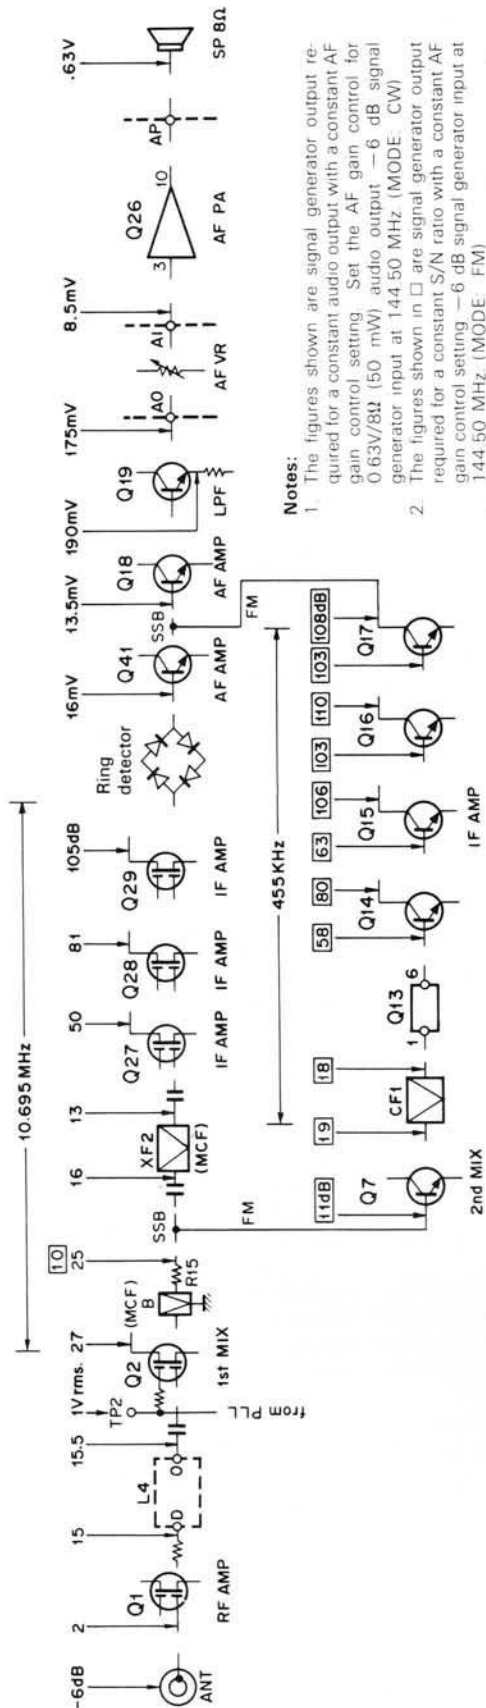 -6dB
2
15
15.5
1V rms.
27
10
25
16
13
50
81
105dB
16mV
13.5mV
190mV
175mV
8.5mV
.63V
TP2
(MCF)
B
10.695 MHz
ANT
Q1
RF AMP
D
L4
O
from PLL
Q2
1st MIX
R15
SSB
FM
XF2
(MCF)
Q27
IF AMP
Q28
IF AMP
Q29
IF AMP
Ring
detector
Q41
AF AMP
SSB
FM
Q18
AF AMP
Q19
LPF
AO
AF VR
AI
3
Q26
10
AF PA
AP
SP 8Ω
455KHz
11dB
Q7
2nd MIX
19
CF1
18
1
Q13
6
58
Q14
80
63
Q15
106
IF AMP
103
Q16
110
103
Q17
108dB
Notes:
1. The figures shown are signal generator output re-
quired for a constant audio output with a constant AF
gain control setting. Set the AF gain control for
0.63V/8Ω (50 mW) audio output −6 dB signal
generator input at 144.50 MHz (MODE: CW)
2. The figures shown in □ are signal generator output
required for a constant S/N ratio with a constant AF
gain control setting −6 dB signal generator input at
144.50 MHz (MODE: FM)